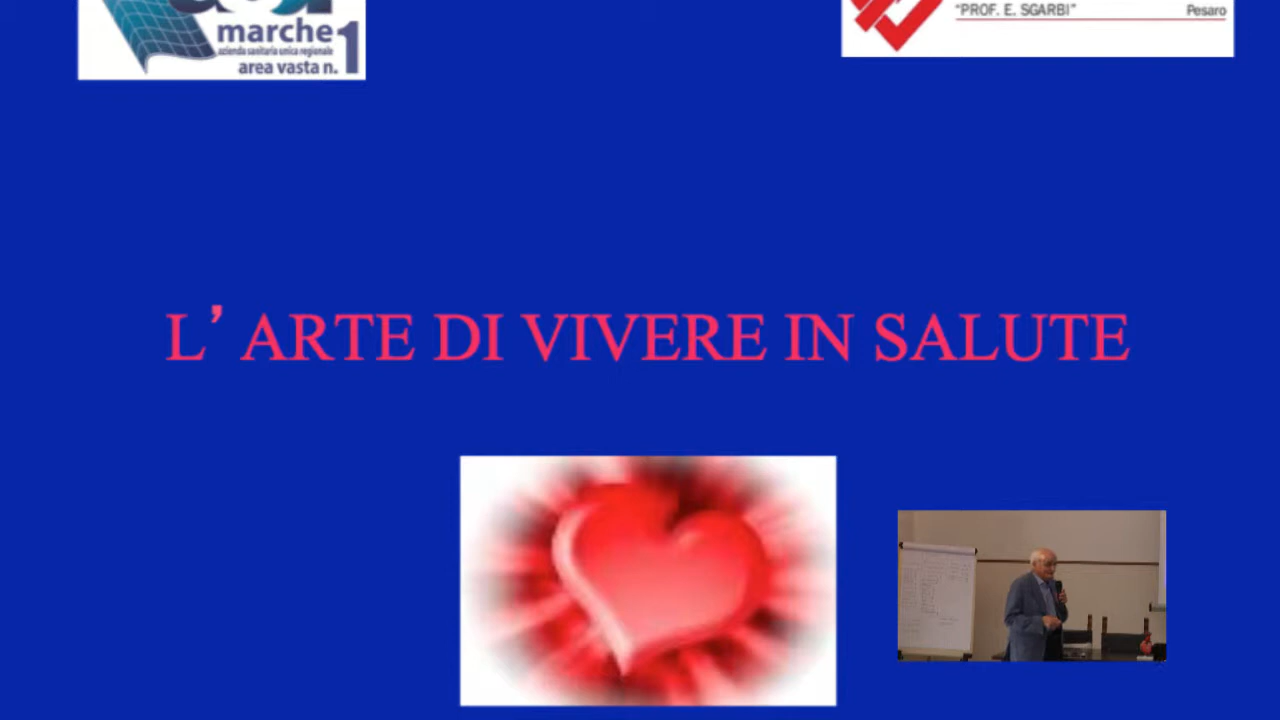 marche 1
azienda sanitaria unica regionale
area vasta n.
"PROF. E. SGARBI" Pesaro
L’ ARTE DI VIVERE IN SALUTE